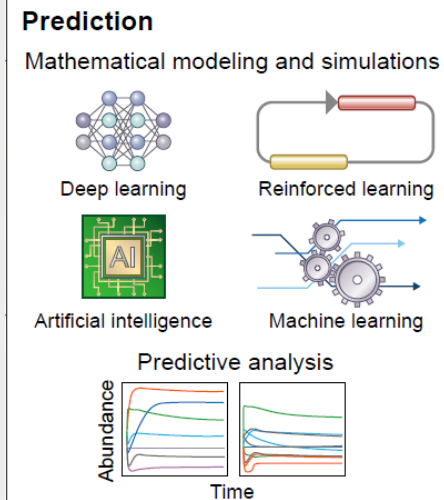 Prediction
Mathematical modeling and simulations
Deep learning
Reinforced learning
AI
Artificial intelligence
Machine learning
Predictive analysis
Abundance
Time